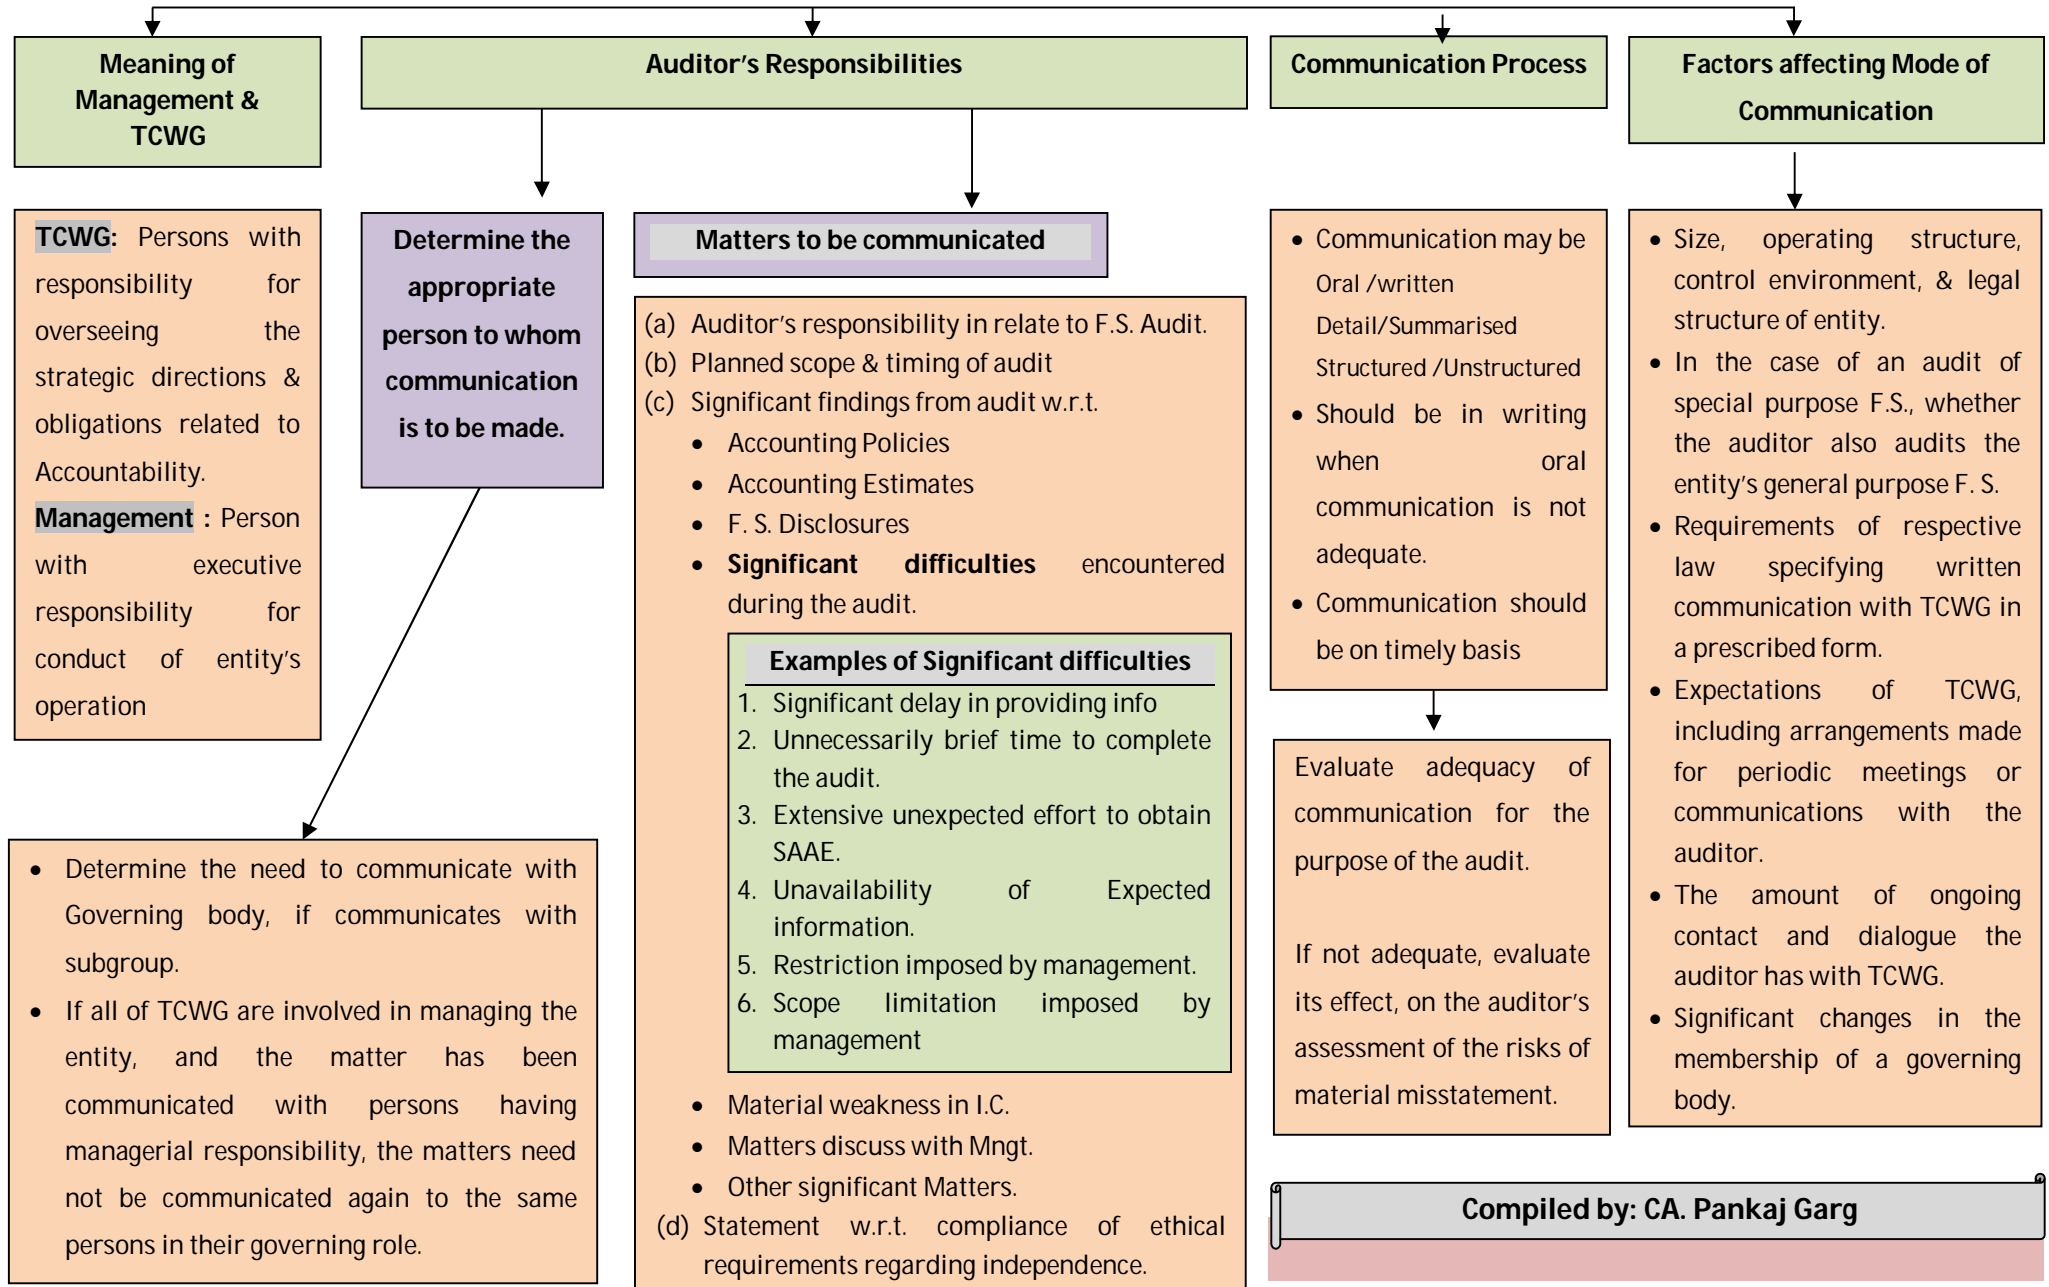 Meaning of
Management &
TCWG
TCWG: Persons with
responsibility for
overseeing the
strategic directions &
obligations related to
Accountability.
Management : Person
with executive
responsibility for
conduct of entity's
operation
Auditor's Responsibilities
Determine the
appropriate
person to whom
communication
is to be made.
• Determine the need to communicate with
Governing body, if communicates with
subgroup.
• If all of TCWG are involved in managing the
entity, and the matter has been
communicated with persons having
managerial responsibility, the matters need
not be communicated again to the same
persons in their governing role.
Matters to be communicated
(a) Auditor's responsibility in relate to F.S. Audit.
(b) Planned scope & timing of audit
(c) Significant findings from audit w.r.t.
• Accounting Policies
• Accounting Estimates
• F. S. Disclosures
• Significant difficulties encountered
during the audit.
Examples of Significant difficulties
1. Significant delay in providing info
2. Unnecessarily brief time to complete
the audit.
3. Extensive unexpected effort to obtain
SAAE.
4. Unavailability of Expected
information.
5. Restriction imposed by management.
6. Scope limitation imposed by
management
• Material weakness in I.C.
• Matters discuss with Mngt.
• Other significant Matters.
(d) Statement w.r.t. compliance of ethical
requirements regarding independence.
Communication Process
• Communication may be
Oral /written
Detail/Summarised
Structured /Unstructured
• Should be in writing
when oral
communication is not
adequate.
• Communication should
be on timely basis
Evaluate adequacy of
communication for the
purpose of the audit.
If not adequate, evaluate
its effect, on the auditor's
assessment of the risks of
material misstatement.
Factors affecting Mode of
Communication
• Size, operating structure,
control environment, & legal
structure of entity.
• In the case of an audit of
special purpose F.S., whether
the auditor also audits the
entity's general purpose F. S.
• Requirements of respective
law specifying written
communication with TCWG in
a prescribed form.
• Expectations of TCWG,
including arrangements made
for periodic meetings or
communications with the
auditor.
• The amount of ongoing
contact and dialogue the
auditor has with TCWG.
• Significant changes in the
membership of a governing
body.
Compiled by: CA. Pankaj Garg